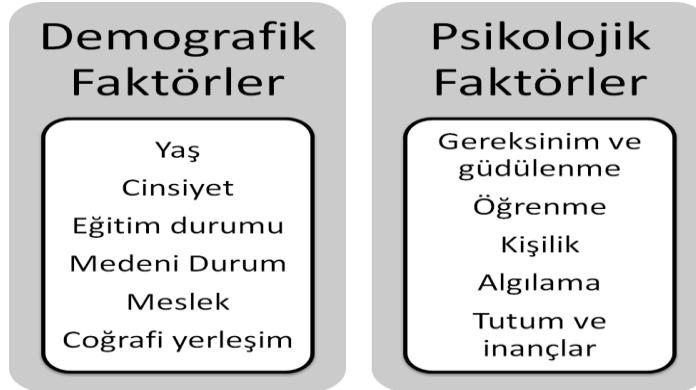 Demografik
Faktörler
Yaş
Cinsiyet
Eğitim durumu
Medeni Durum
Meslek
Coğrafi yerleşim
Psikolojik
Faktörler
Gereksinim ve
güdülenme
Öğrenme
Kişilik
Algılama
Tutum ve
inançlar